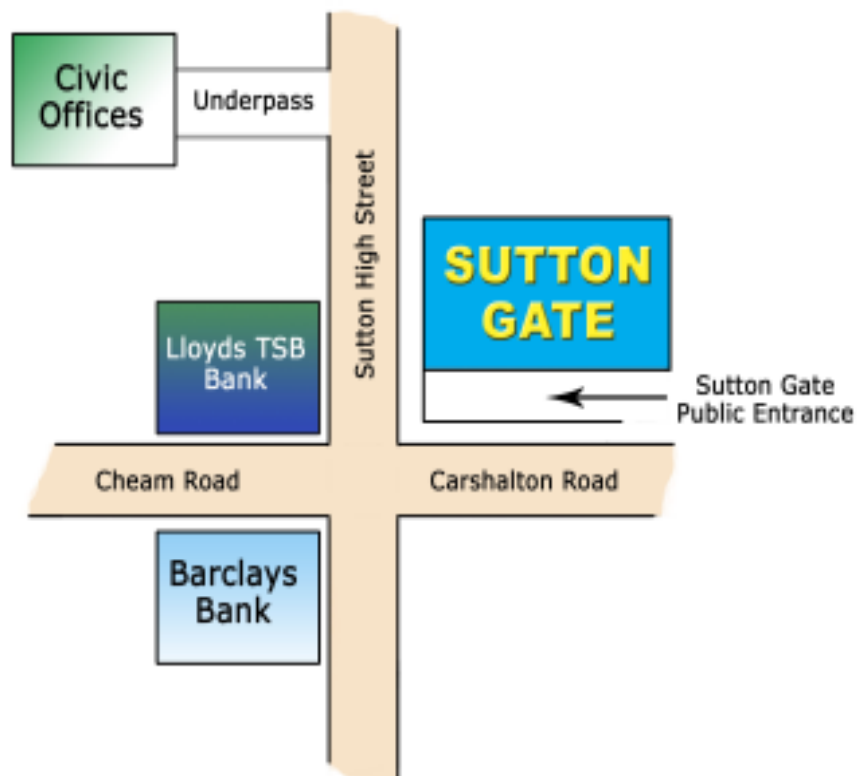 Civic
Offices
Underpass
Sutton High Street
SUTTON
GATE
Lloyds TSB
Bank
Sutton Gate
Public Entrance
Cheam Road
Carshalton Road
Barclays
Bank